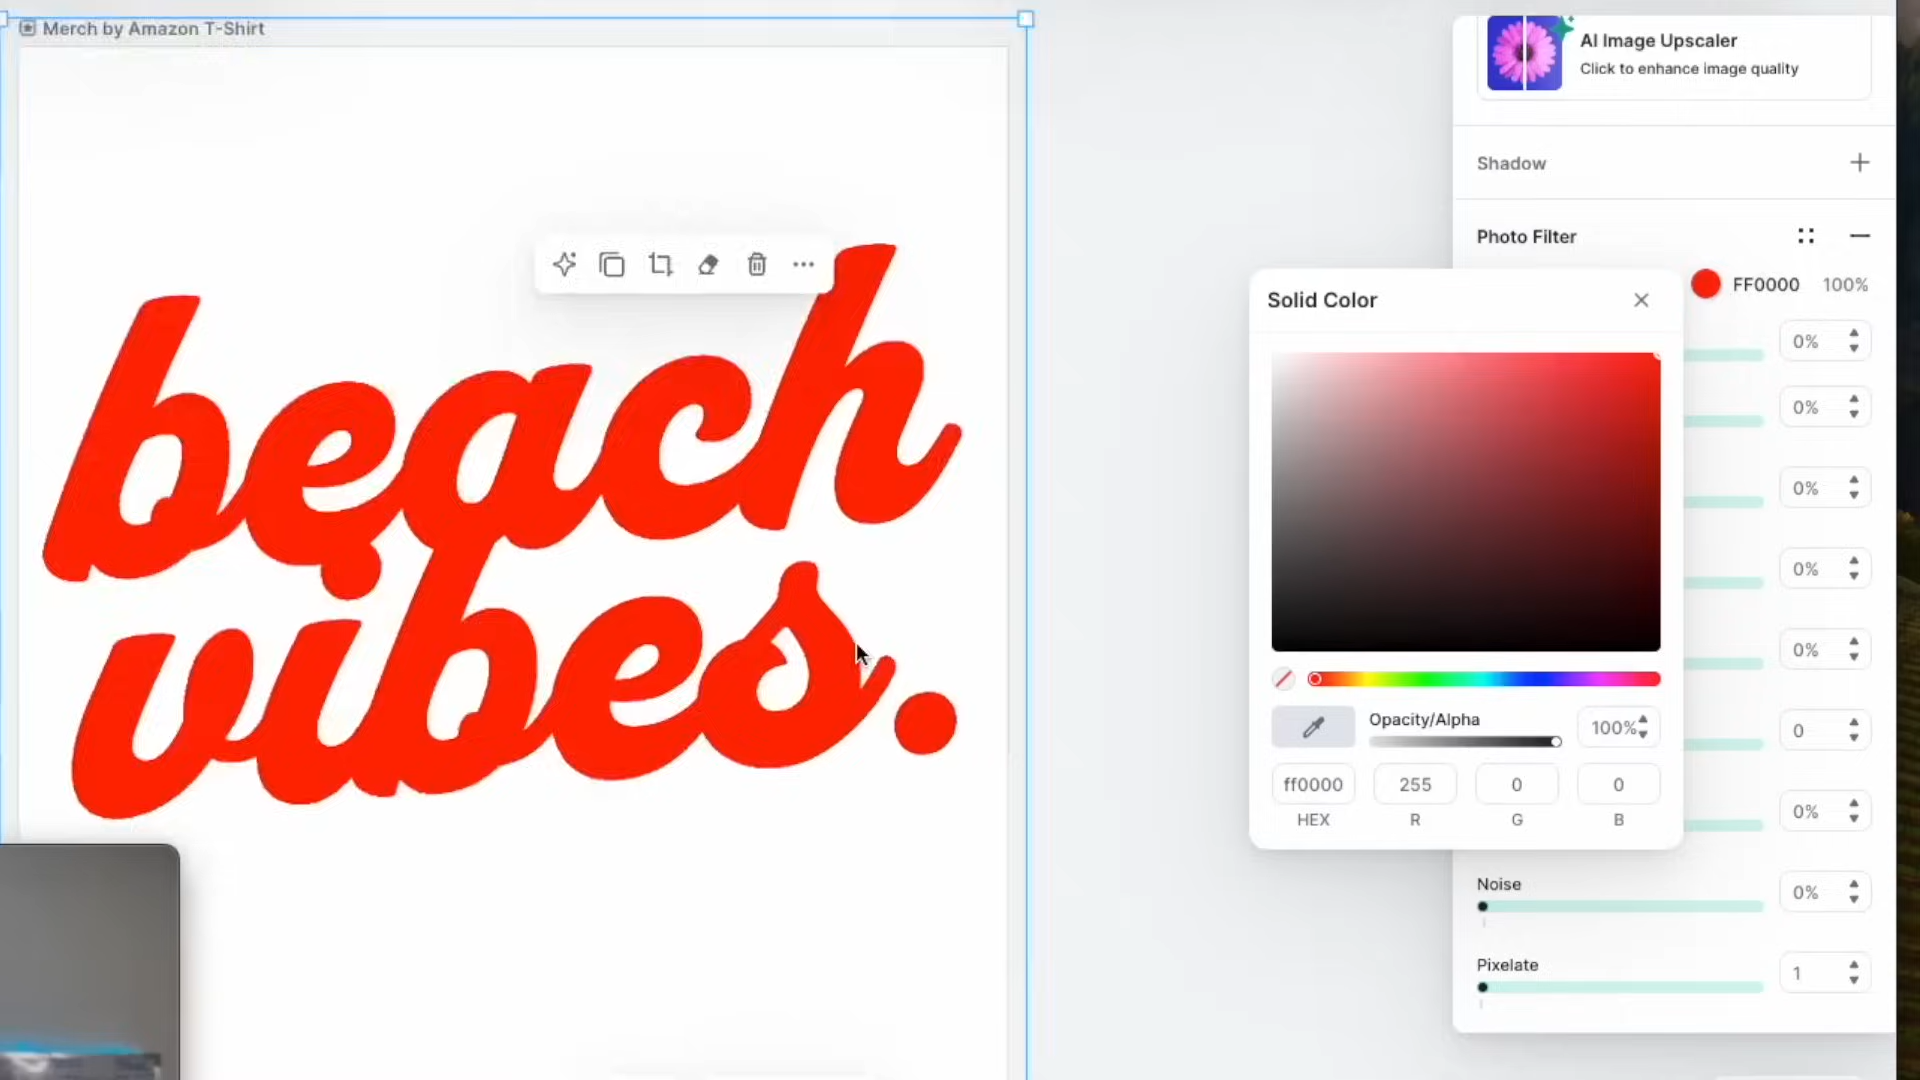 Merch by Amazon T-Shirt
beach
vibes.
AI Image Upscaler
Click to enhance image quality
Shadow
Photo Filter
FF0000 100%
Solid Color
0%
0%
0%
0%
0%
0
0%
Opacity/Alpha
100%
ff0000 255 0 0
HEX R G B
Noise
0%
Pixelate
1